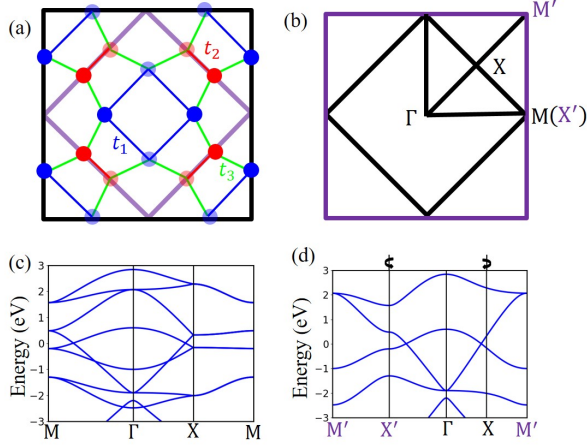 (a)
t₂
t₁
t₃
(b)
M′
X
Γ
M(X′)
(c)
Energy (eV)
3
2
1
0
−1
−2
−3
M
Γ
X
M
(d)
Energy (eV)
3
2
1
0
−1
−2
−3
M′
X′
Γ
X
M′